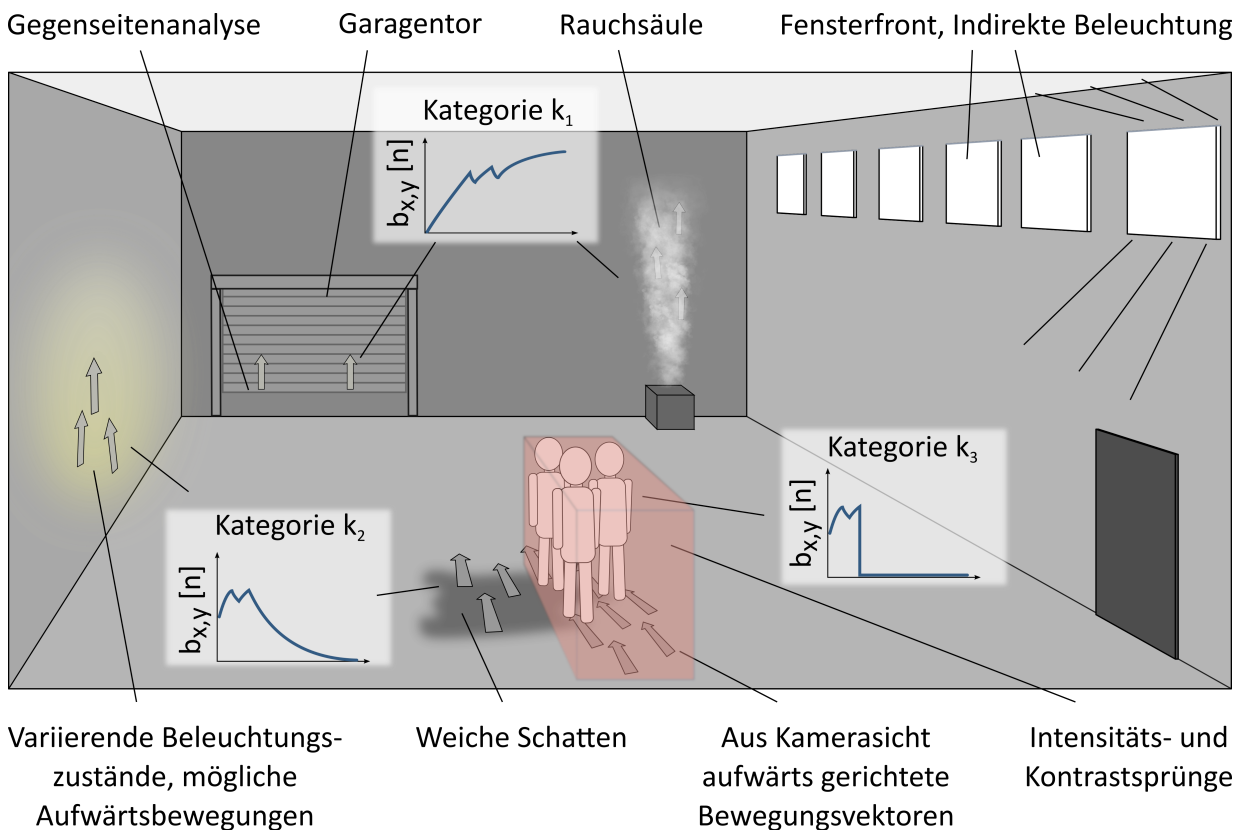 Gegenseitenanalyse
Garagentor
Rauchsäule
Fensterfront, Indirekte Beleuchtung
Kategorie k₁
bₓ,ᵧ [n]
Kategorie k₂
bₓ,ᵧ [n]
Kategorie k₃
bₓ,ᵧ [n]
Variierende Beleuchtungs-
zustände, mögliche
Aufwärtsbewegungen
Weiche Schatten
Aus Kamerasicht
aufwärts gerichtete
Bewegungsvektoren
Intensitäts- und
Kontrastsprünge